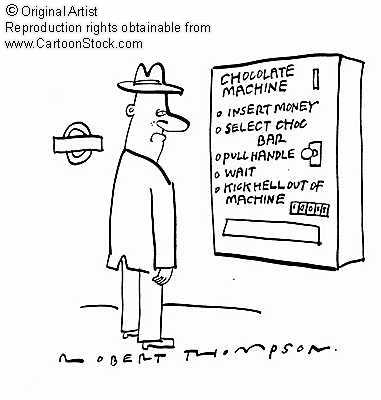 © Original Artist
Reproduction rights obtainable from
www.CartoonStock.com
CHOCOLATE
MACHINE
INSERT MONEY
SELECT CHOC
BAR
PULL HANDLE
WAIT
KICK HELL OUT OF
MACHINE
ROBERT THOMPSON.